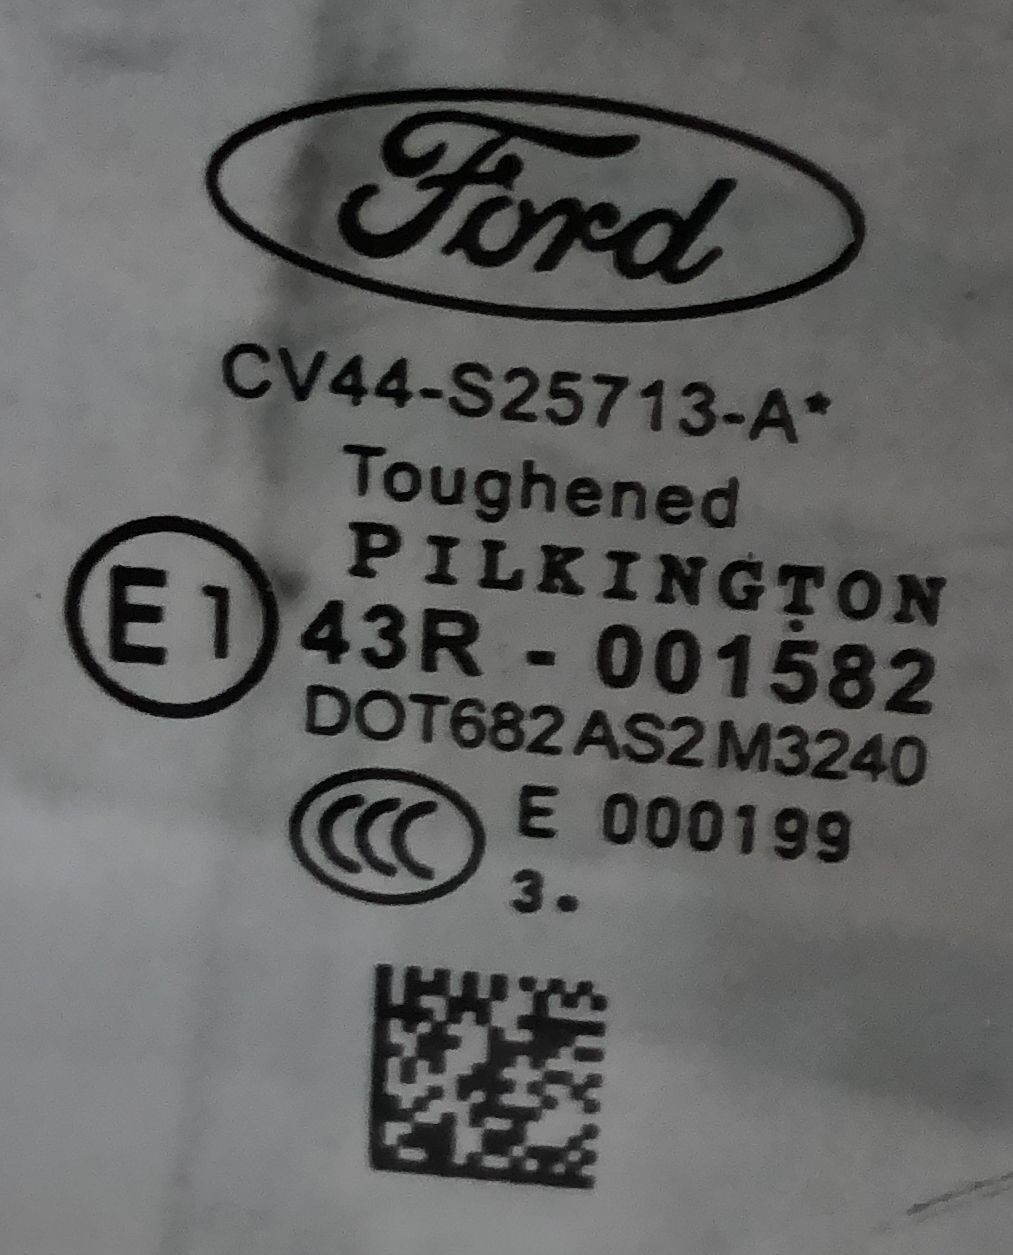 Ford
CV44-S25713-A*
Toughened
PILKINGTON
E1 43R - 001582
DOT682 AS2 M3240
CCC E 000199
3.